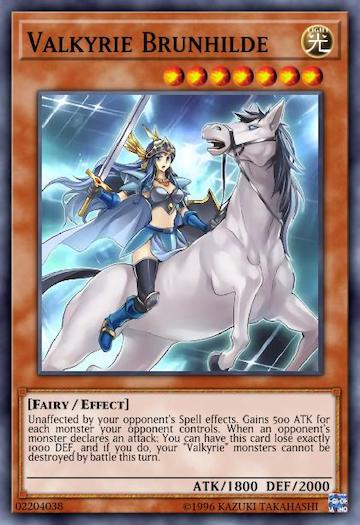 VALKYRIE BRUNHILDE
LIGHT
光
[FAIRY / EFFECT]
Unaffected by your opponent's Spell effects. Gains 500 ATK for
each monster your opponent controls. When an opponent's
monster declares an attack: You can have this card lose exactly
1000 DEF, and if you do, your "Valkyrie" monsters cannot be
destroyed by battle this turn.
ATK/1800 DEF/2000
02204038
©1996 KAZUKI TAKAHASHI